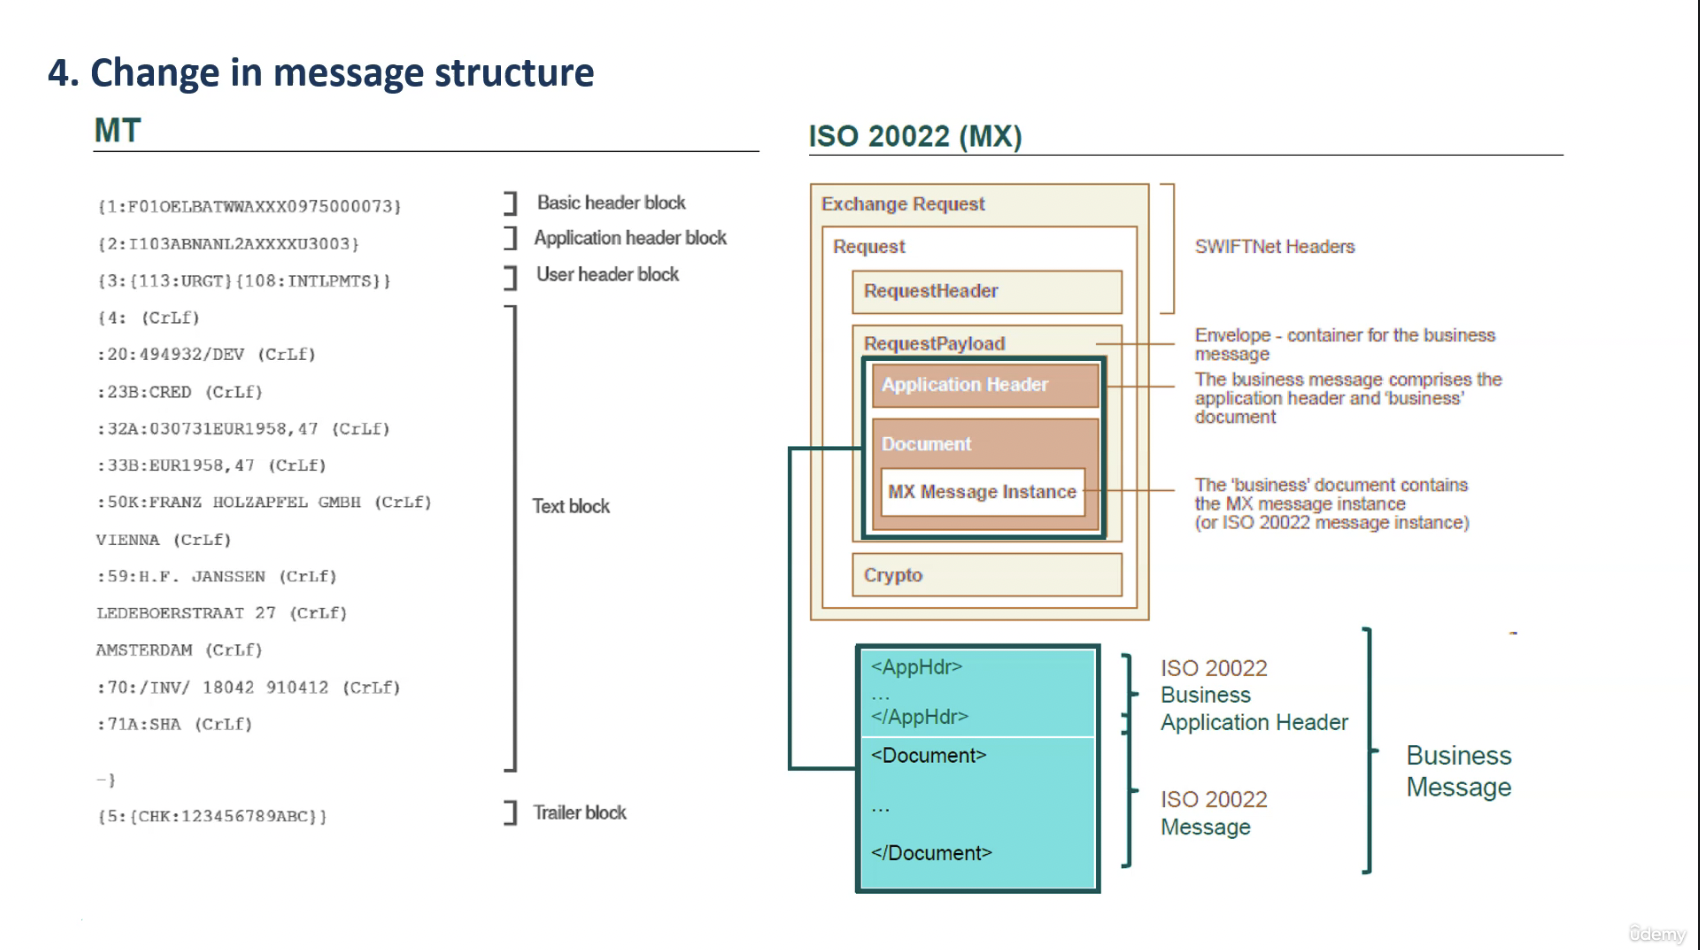 4. Change in message structure
MT
{1:F01OELBATWWAXXX0975000073}
Basic header block
{2:I103ABNANL2AXXXXU3003}
Application header block
{3:{113:URGT}{108:INTLPMTS}}
User header block
{4: (CrLf)
:20:494932/DEV (CrLf)
:23B:CRED (CrLf)
:32A:030731EUR1958,47 (CrLf)
:33B:EUR1958,47 (CrLf)
:50K:FRANZ HOLZAPFEL GMBH (CrLf)
VIENNA (CrLf)
:59:H.F. JANSSEN (CrLf)
LEDEBOERSTRAAT 27 (CrLf)
AMSTERDAM (CrLf)
:70:/INV/ 18042 910412 (CrLf)
:71A:SHA (CrLf)
Text block
-}
{5:{CHK:123456789ABC}}
Trailer block
ISO 20022 (MX)
Exchange Request
Request
RequestHeader
SWIFTNet Headers
RequestPayload
Envelope - container for the business
message
Application Header
The business message comprises the
application header and ‘business’
document
Document
MX Message Instance
The ‘business’ document contains
the MX message instance
(or ISO 20022 message instance)
Crypto
<AppHdr>
...
</AppHdr>
ISO 20022
Business
Application Header
<Document>
...
</Document>
ISO 20022
Message
Business
Message
ûdemy